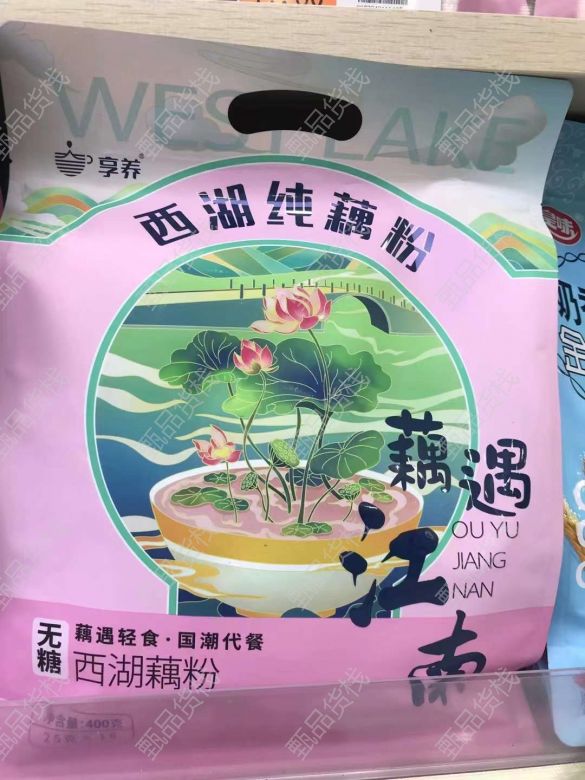 WEST LAKE
享养®
西湖纯藕粉
藕遇
江南
OU YU
JIANG
NAN
无糖
藕遇轻食·国潮代餐
西湖藕粉
净含量:400克
甄品货栈